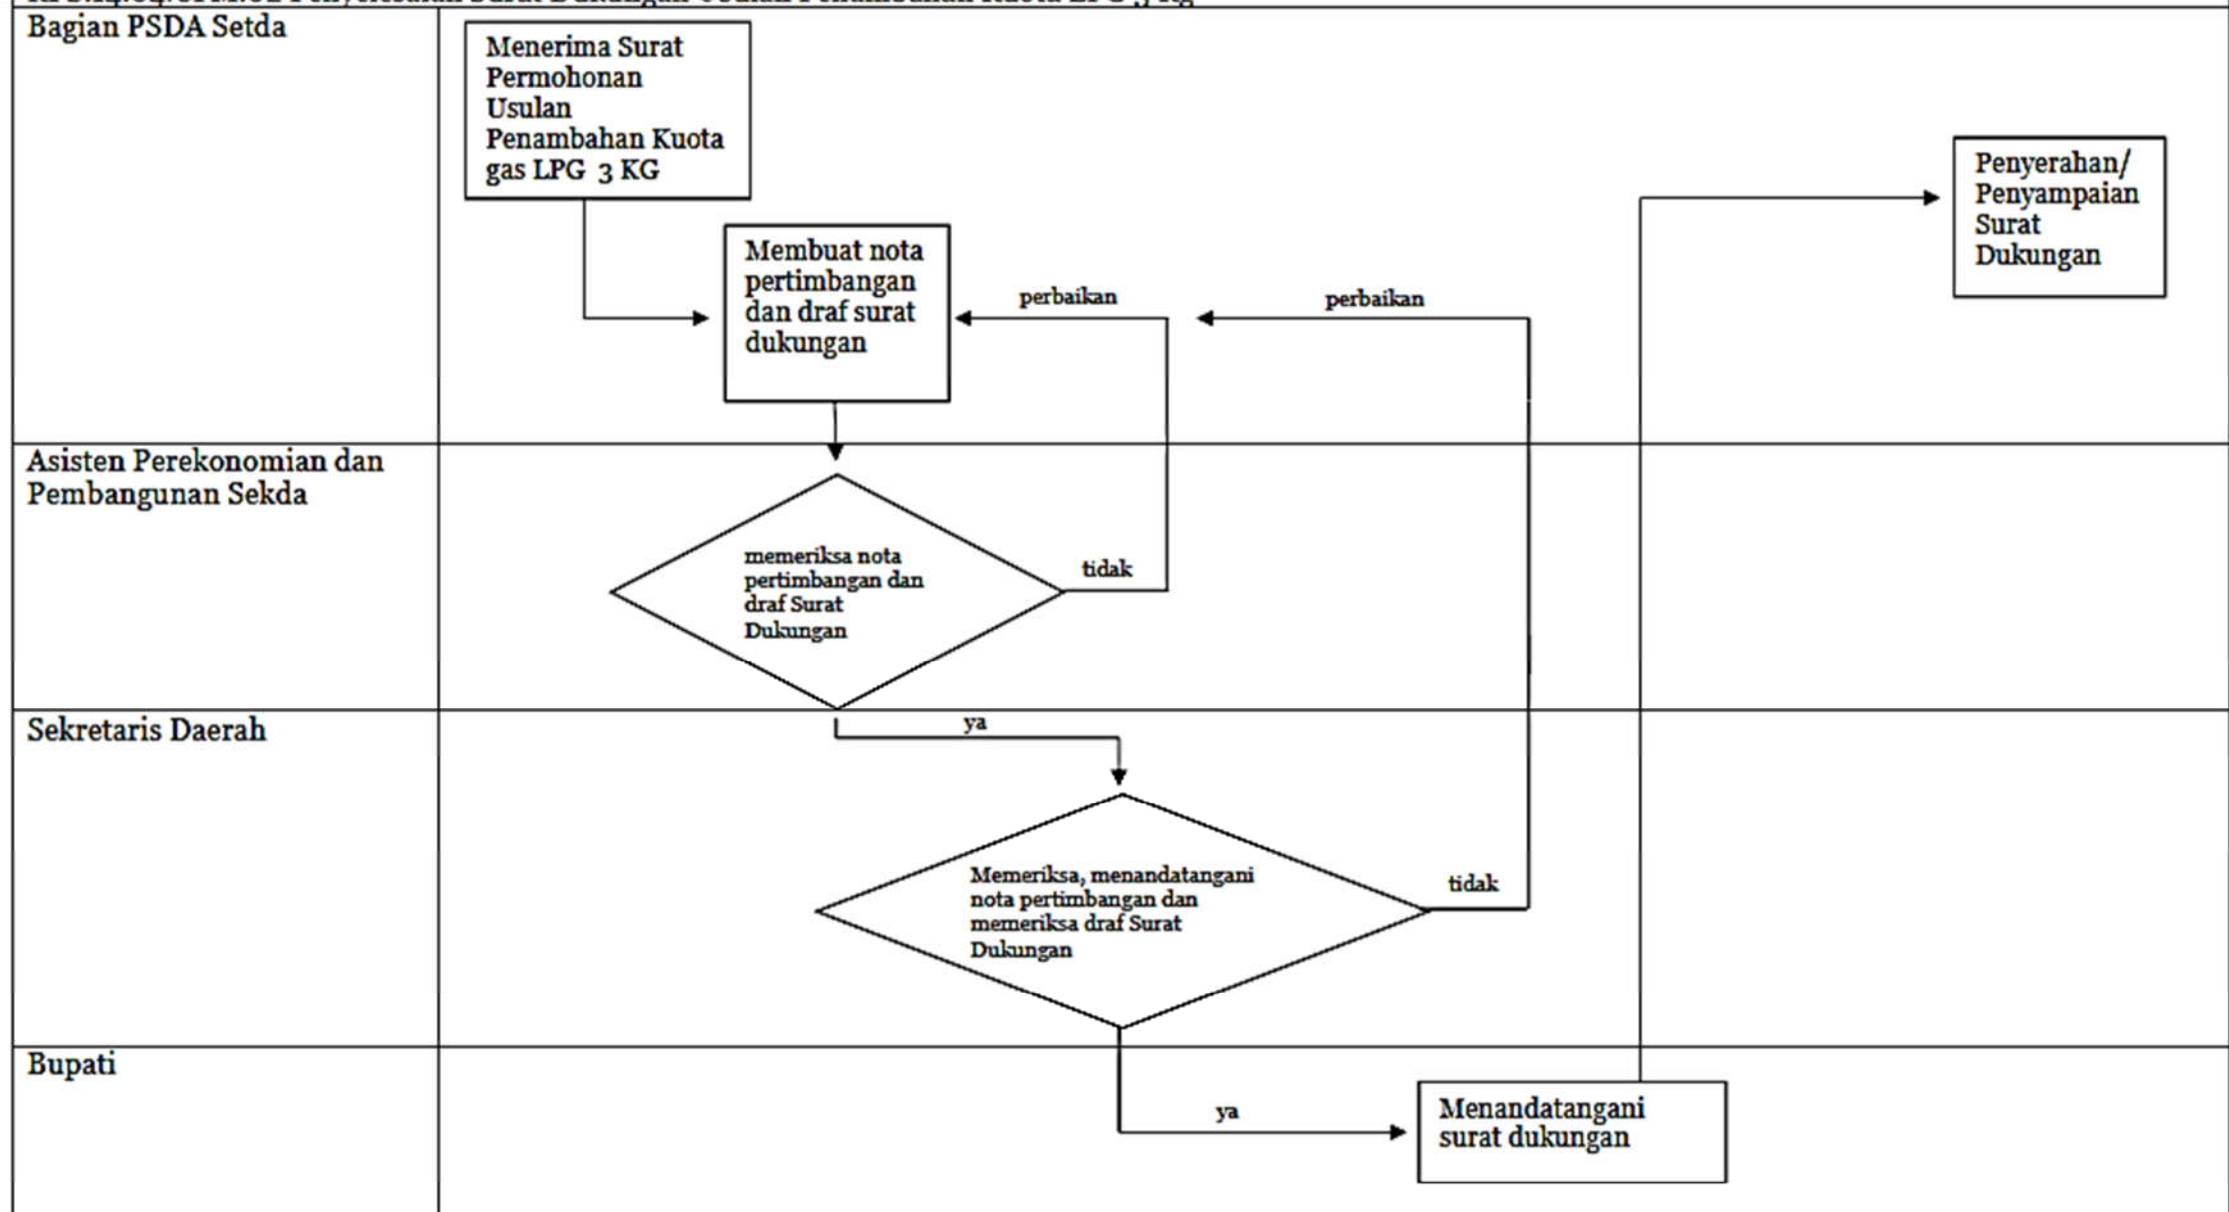 Bagian PSDA Setda
Menerima Surat
Permohonan
Usulan
Penambahan Kuota
gas LPG 3 KG
Membuat nota
pertimbangan
dan draf surat
dukungan
perbaikan
perbaikan
Penyerahan/
Penyampaian
Surat
Dukungan
Asisten Perekonomian dan
Pembangunan Sekda
memeriksa nota
pertimbangan dan
draf Surat
Dukungan
tidak
Sekretaris Daerah
ya
Memeriksa, menandatangani
nota pertimbangan dan
memeriksa draf Surat
Dukungan
tidak
Bupati
ya
Menandatangani
surat dukungan